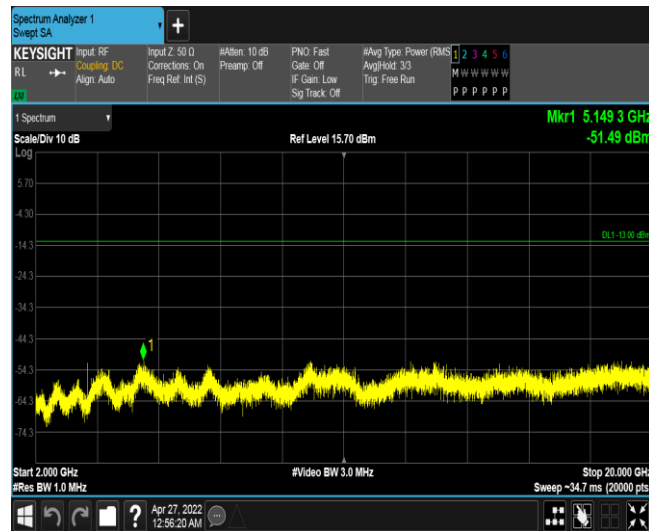 Spectrum Analyzer 1
Swept SA
KEYSIGHT
RL
Input: RF
Coupling: DC
Align: Auto
Input Z: 50 Ω
Corrections: On
Freq Ref: Int (S)
#Atten: 10 dB
Preamp: Off
PNO: Fast
Gate: Off
IF Gain: Low
Sig Track: Off
#Avg Type: Power (RMS
Avg|Hold: 3/3
Trig: Free Run
1 2 3 4 5 6
M W W W W W
P P P P P P
1 Spectrum
Mkr1 5.149 3 GHz
-51.49 dBm
Scale/Div 10 dB
Ref Level 15.70 dBm
Log
5.70
-4.30
DL1 -13.00 dBm
-14.3
-24.3
-34.3
-44.3
1
-54.3
-64.3
-74.3
Start 2.000 GHz
#Video BW 3.0 MHz
Stop 20.000 GHz
#Res BW 1.0 MHz
Sweep ~34.7 ms (20000 pts
?
Apr 27, 2022
12:56:20 AM